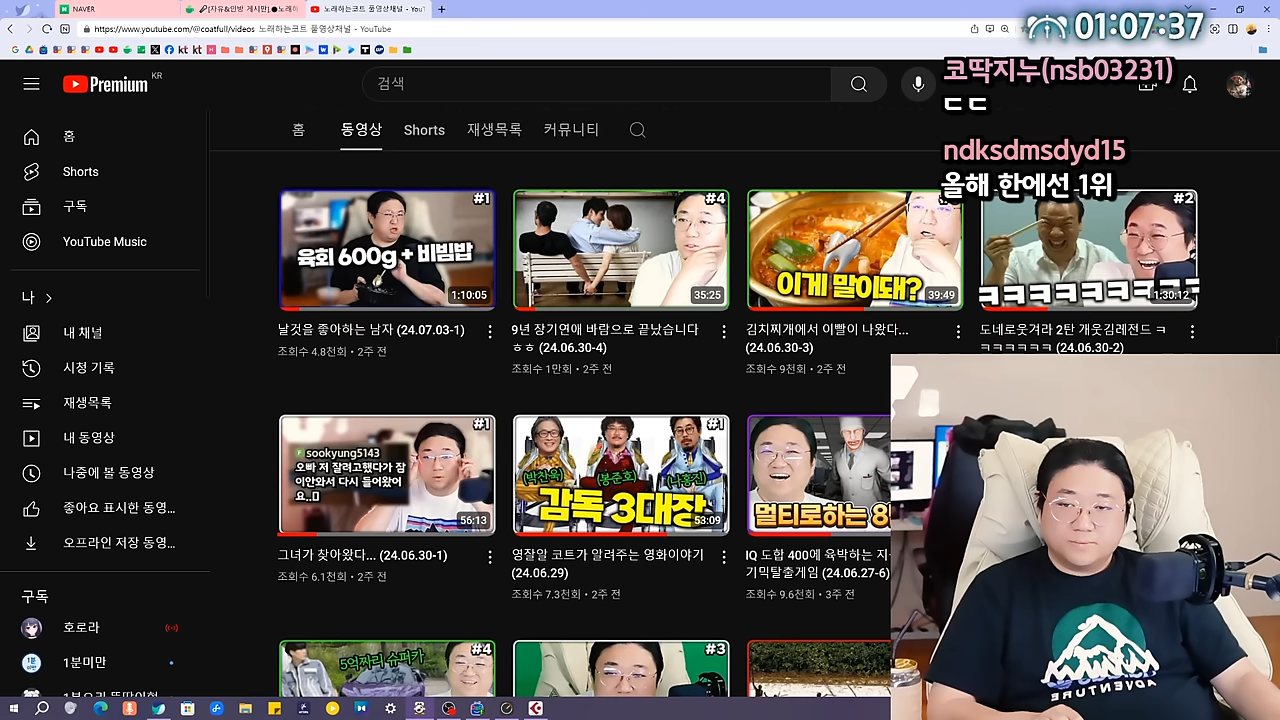 NAVER
노래하는코트 풀영상채널 - YouT
https://www.youtube.com/@coatfull/videos 노래하는코트 풀영상채널 - YouTube
01:07:37
Premium KR
검색
코딱지누(nsb03231)
ㄷㄷ
ndksdmsdyd15
올해 한에선 1위
홈
동영상
Shorts
재생목록
커뮤니티
홈
Shorts
구독
YouTube Music
나
내 채널
시청 기록
재생목록
내 동영상
나중에 볼 동영상
좋아요 표시한 동영...
오프라인 저장 동영...
구독
호로라
1분미만
#1
육회 600g + 비빔밥
1:10:05
날것을 좋아하는 남자 (24.07.03-1)
조회수 4.8천회 • 2주 전
#4
35:25
9년 장기연애 바람으로 끝났습니다
ㅎㅎ (24.06.30-4)
조회수 1만회 • 2주 전
이게 말이돼?
39:49
김치찌개에서 이빨이 나왔다...
(24.06.30-3)
조회수 9천회 • 2주 전
#2
1:30:12
도네로웃겨라 2탄 개웃김레전드 ㅋ
ㅋㅋㅋㅋㅋㅋ (24.06.30-2)
#1
sookyung5143
오빠 저 잘려고했다가 잠
이안와서 다시 들어왔어
요..
56:13
그녀가 찾아왔다... (24.06.30-1)
조회수 6.1천회 • 2주 전
#1
(박찬욱)
(봉준호)
(나홍진)
감독 3대장
53:09
영잘알 코트가 알려주는 영화이야기
(24.06.29)
조회수 7.3천회 • 2주 전
멀티로하는 8
IQ 도합 400에 육박하는 지
기믹탈출게임 (24.06.27-6)
조회수 9.6천회 • 3주 전
#4
5억짜리 슈퍼카
#3
ADVENTURE